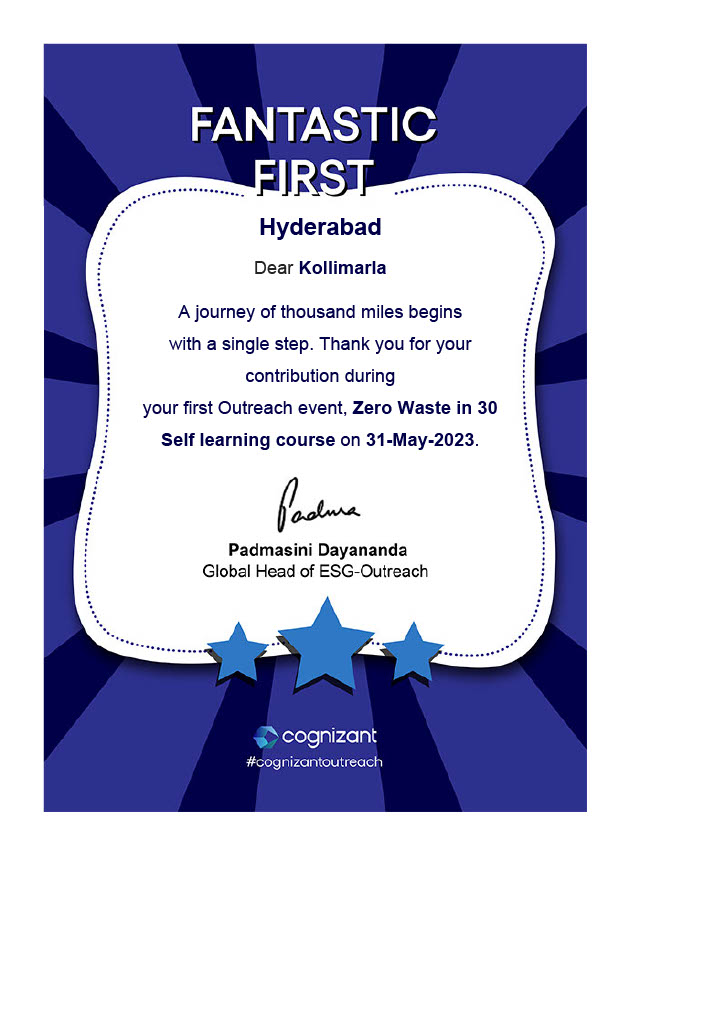 FANTASTIC
FIRST
Hyderabad
Dear Kollimarla
A journey of thousand miles begins
with a single step. Thank you for your
contribution during
your first Outreach event, Zero Waste in 30
Self learning course on 31-May-2023.
Padma
Padmasini Dayananda
Global Head of ESG-Outreach
cognizant
#cognizantoutreach